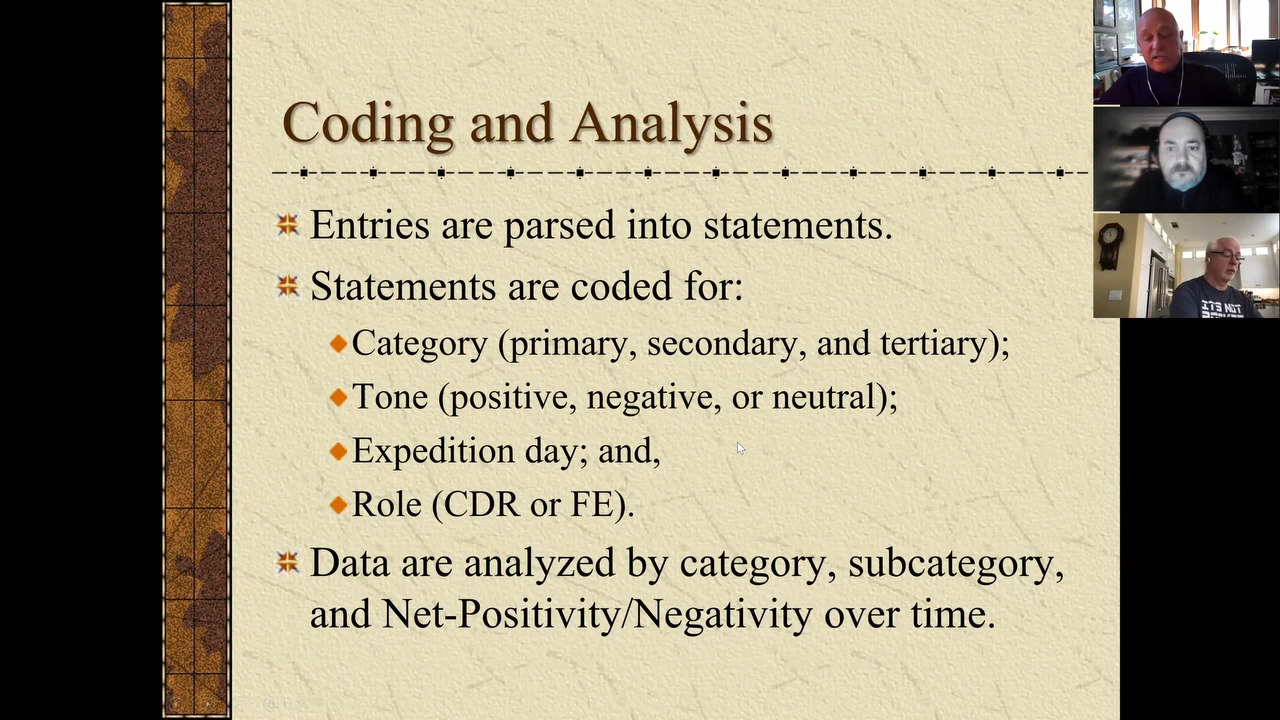 Coding and Analysis
Entries are parsed into statements.
Statements are coded for:
Category (primary, secondary, and tertiary);
Tone (positive, negative, or neutral);
Expedition day; and,
Role (CDR or FE).
Data are analyzed by category, subcategory,
and Net-Positivity/Negativity over time.
ITS NOT